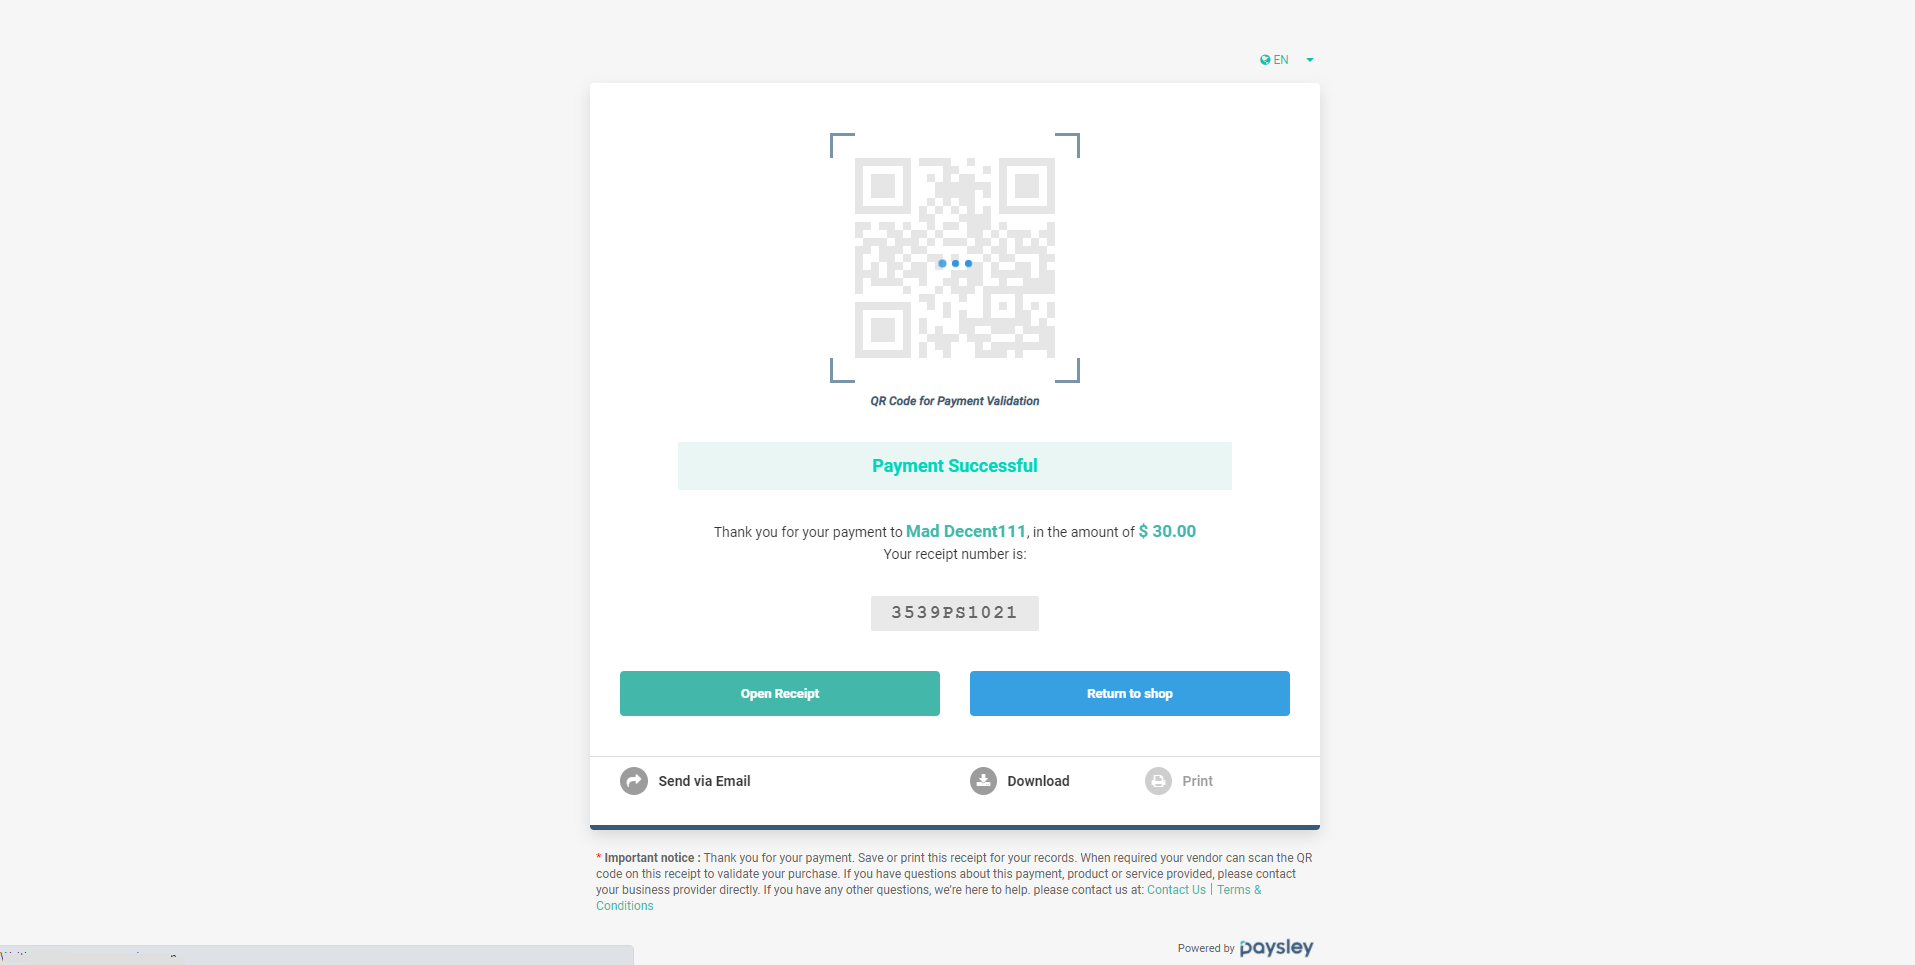 EN
QR Code for Payment Validation
Payment Successful
Thank you for your payment to Mad Decent111, in the amount of $ 30.00
Your receipt number is:
3539PS1021
Open Receipt
Return to shop
Send via Email
Download
Print
* Important notice : Thank you for your payment. Save or print this receipt for your records. When required your vendor can scan the QR
code on this receipt to validate your purchase. If you have questions about this payment, product or service provided, please contact
your business provider directly. If you have any other questions, we're here to help. please contact us at: Contact Us | Terms &
Conditions
Powered by paysley